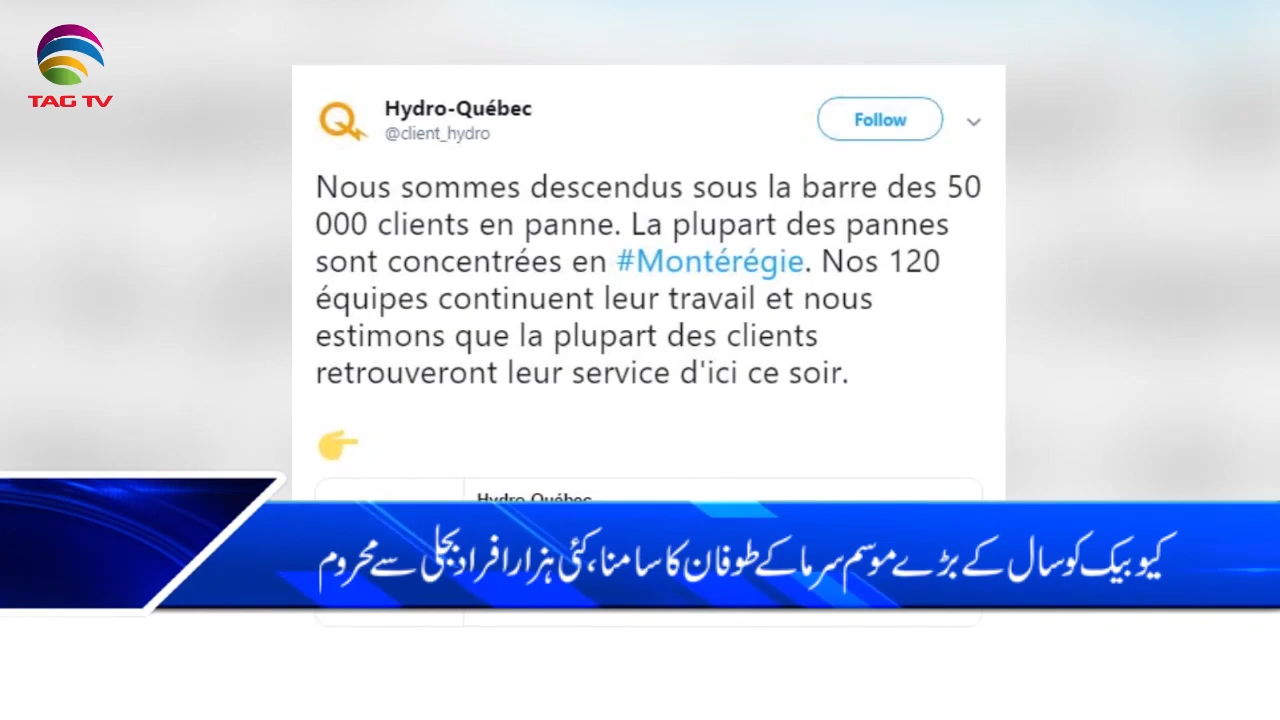 TAG TV
Hydro-Québec
@client_hydro
Follow
Nous sommes descendus sous la barre des 50
000 clients en panne. La plupart des pannes
sont concentrées en #Montérégie. Nos 120
équipes continuent leur travail et nous
estimons que la plupart des clients
retrouveront leur service d'ici ce soir.
Hydro-Québec
کیوبیک کو سال کے بڑے موسم سرما کے طوفان کا سامنا، کئی ہزار افراد بجلی سے محروم